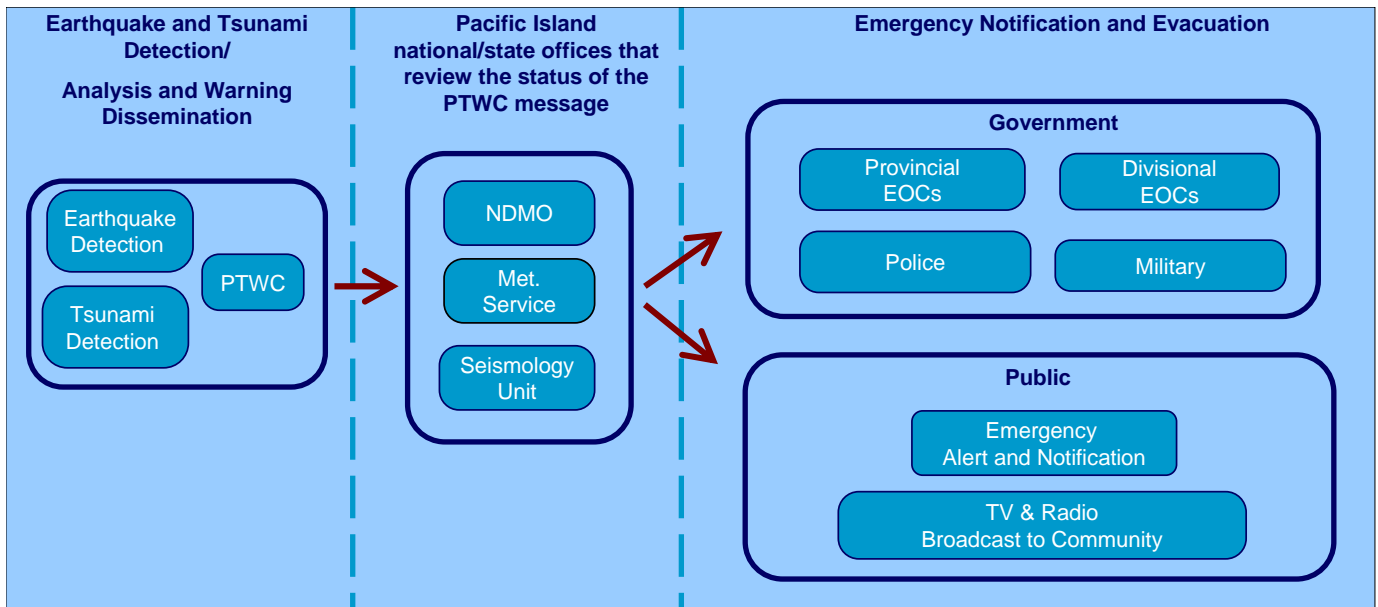 Earthquake and Tsunami
Detection/
Analysis and Warning
Dissemination
Earthquake
Detection
PTWC
Tsunami
Detection
Pacific Island
national/state offices that
review the status of the
PTWC message
NDMO
Met.
Service
Seismology
Unit
Emergency Notification and Evacuation
Government
Provincial
EOCs
Divisional
EOCs
Police
Military
Public
Emergency
Alert and Notification
TV & Radio
Broadcast to Community